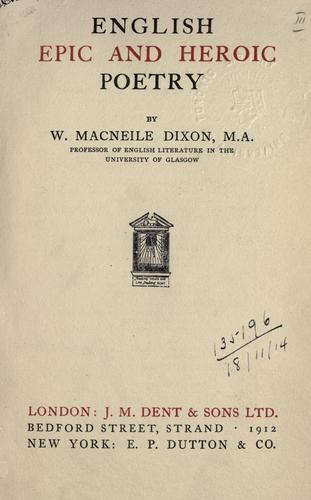 ENGLISH
EPIC AND HEROIC
POETRY
BY
W. MACNEILE DIXON, M.A.
PROFESSOR OF ENGLISH LITERATURE IN THE
UNIVERSITY OF GLASGOW
135196
18/11/14
LONDON: J. M. DENT & SONS LTD.
BEDFORD STREET, STRAND · 1912
NEW YORK: E. P. DUTTON & CO.